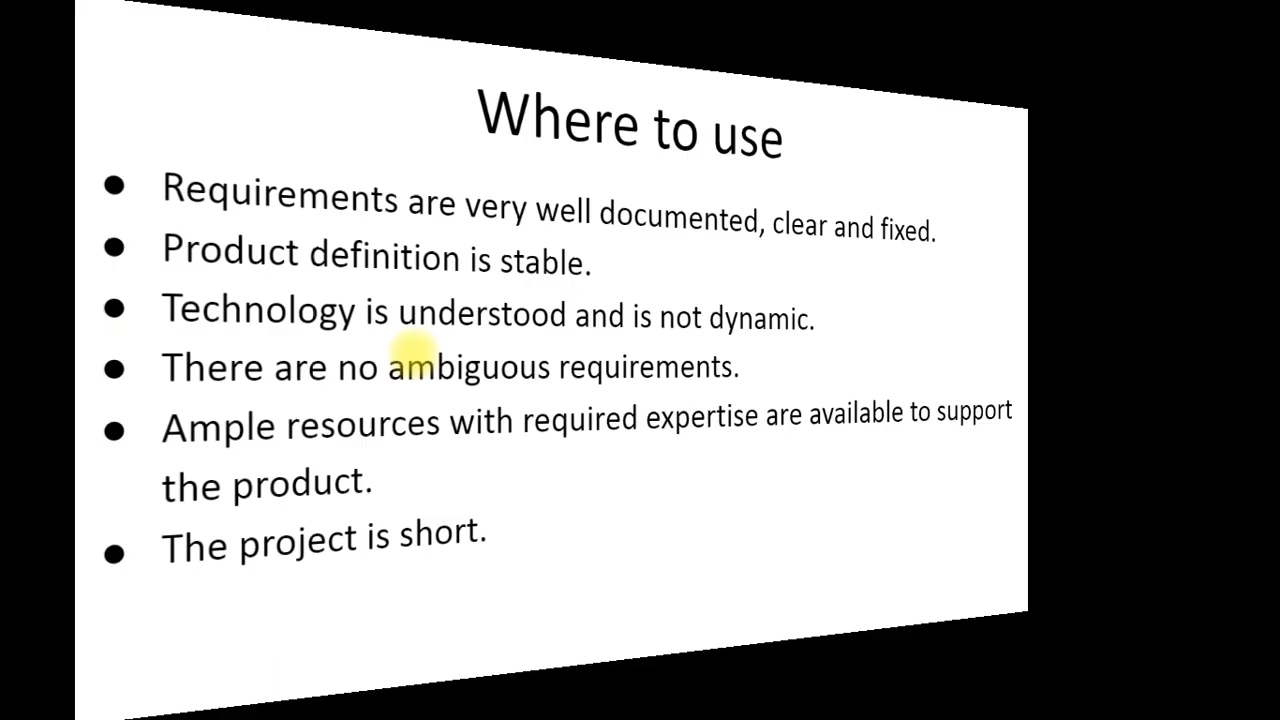 Where to use
● Requirements are very well documented, clear and fixed.
● Product definition is stable.
● Technology is understood and is not dynamic.
● There are no ambiguous requirements.
● Ample resources with required expertise are available to support
the product.
● The project is short.